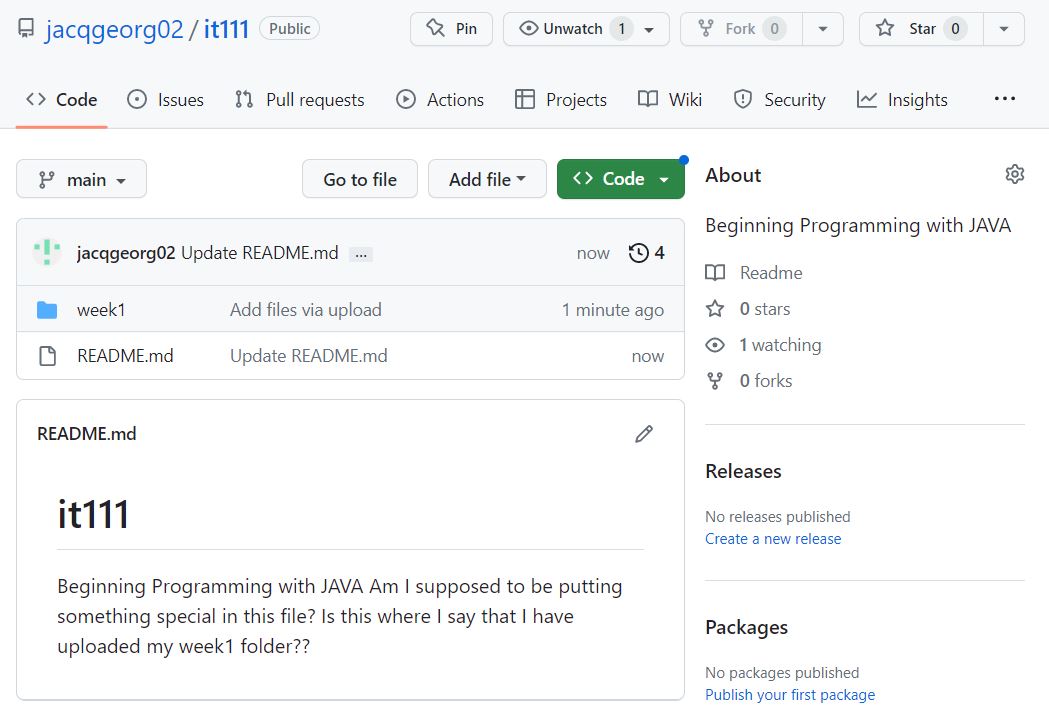 jacqgeorg02 / it111 Public Pin Unwatch 1 Fork 0 Star 0
Code Issues Pull requests Actions Projects Wiki Security Insights ...
main Go to file Add file Code
jacqgeorg02 Update README.md ... now 4
week1 Add files via upload 1 minute ago
README.md Update README.md now
README.md
it111
Beginning Programming with JAVA Am I supposed to be putting
something special in this file? Is this where I say that I have
uploaded my week1 folder??
About
Beginning Programming with JAVA
Readme
0 stars
1 watching
0 forks
Releases
No releases published
Create a new release
Packages
No packages published
Publish your first package